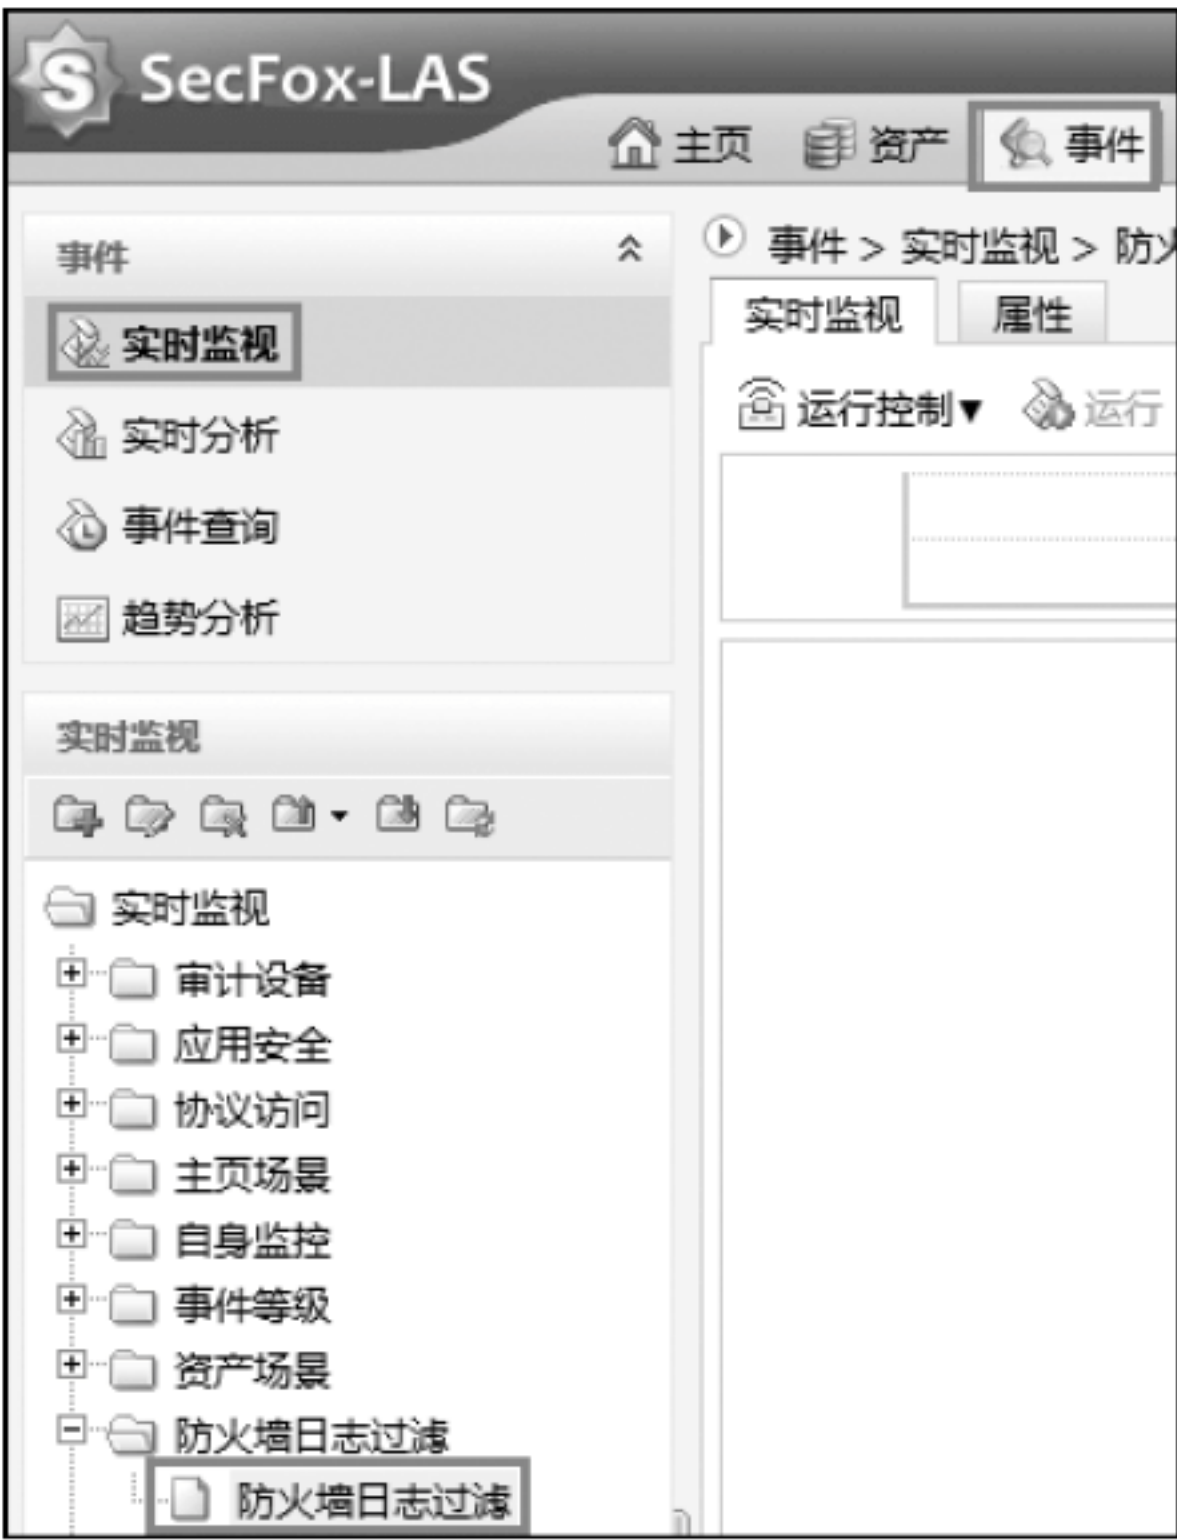 SecFox-LAS
主页 资产 事件
事件
实时监视
实时分析
事件查询
趋势分析
事件 > 实时监视 > 防火
实时监视 属性
运行控制▼ 运行
实时监视
实时监视
审计设备
应用安全
协议访问
主页场景
自身监控
事件等级
资产场景
防火墙日志过滤
防火墙日志过滤